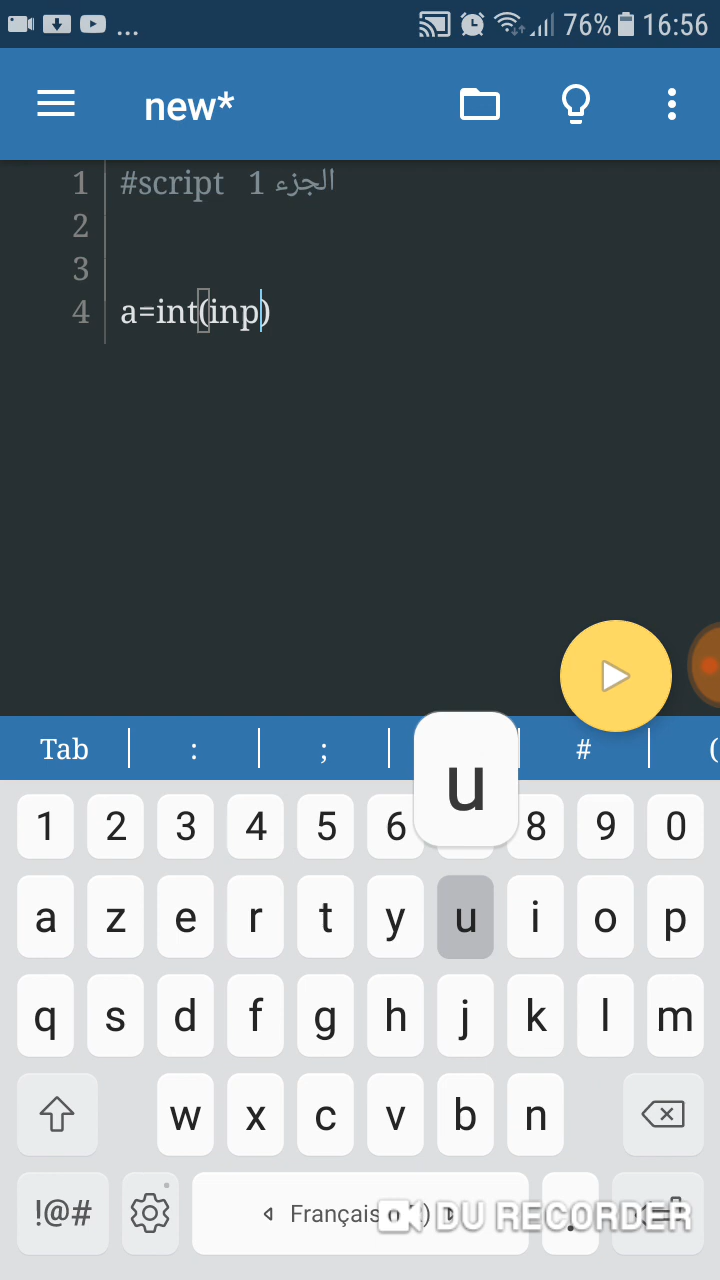 ... 76% 16:56
new*
1 #script 1 الجزء
2
3
4 a=int(inp)
Tab : ; # (
u
1 2 3 4 5 6 8 9 0
a z e r t y u i o p
q s d f g h j k l m
w x c v b n
!@# Français .
DU RECORDER